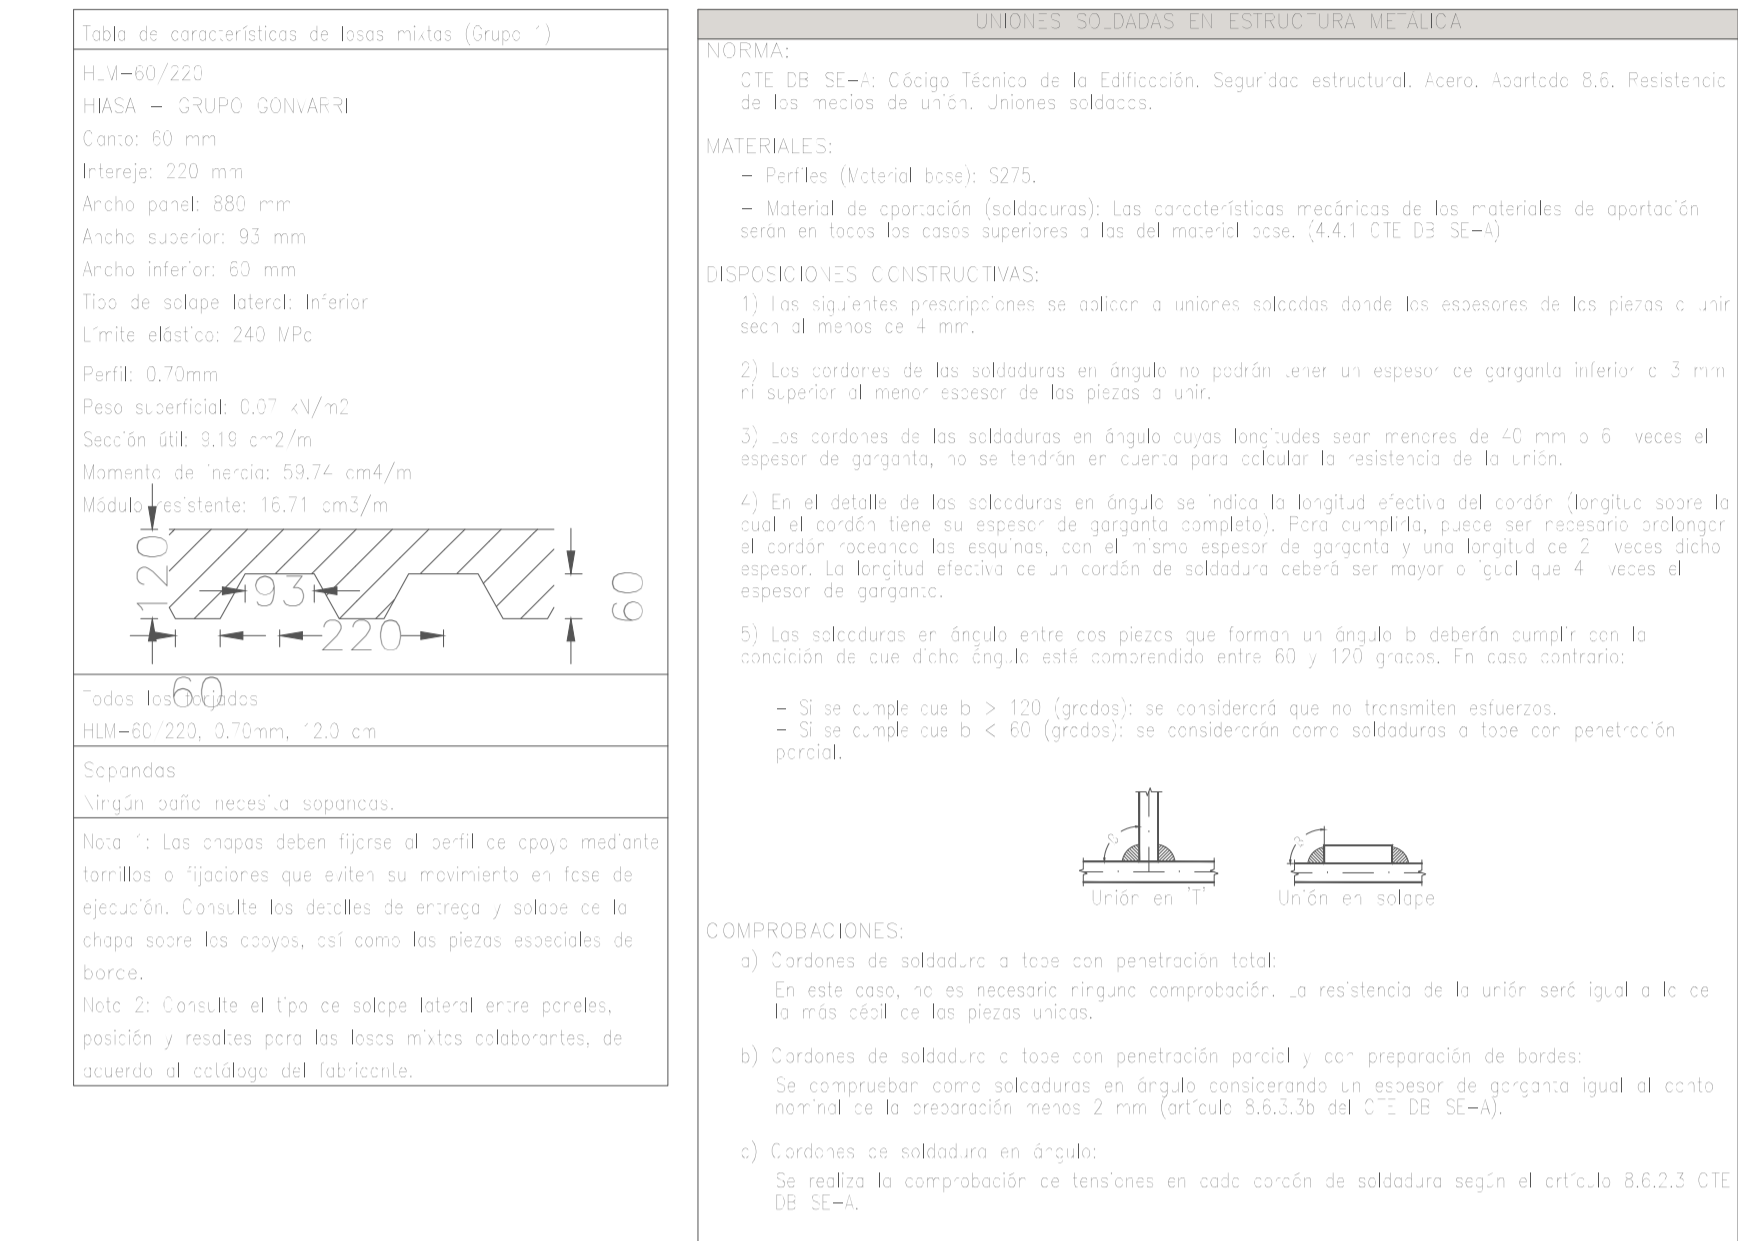 Tabla de características de losas mixtas (Grupo 1)
HLM-60/220
HIASA - GRUPO GONVARRI
Canto: 60 mm
Intereje: 220 mm
Ancho panel: 880 mm
Ancho superior: 93 mm
Ancho inferior: 60 mm
Tipo de solape lateral: Inferior
Límite elástico: 240 MPa
Perfil: 0.70mm
Peso superficial: 0.07 kN/m2
Sección útil: 9.19 cm2/m
Momento de inercia: 59.74 cm4/m
Módulo resistente: 16.71 cm3/m
120
93
60
220
60
Todos los forjados
HLM-60/220, 0.70mm, 12.0 cm
Sopandas
Ningún paño necesita sopandas.
Nota 1: Las chapas deben fijarse al perfil de apoyo mediante
tornillos o fijaciones que eviten su movimiento en fase de
ejecución. Consulte los detalles de entrega y solape de la
chapa sobre los apoyos, así como las piezas especiales de
borde.
Nota 2: Consulte el tipo de solape lateral entre paneles,
posición y resaltes para las losas mixtas colaborantes, de
acuerdo al catálogo del fabricante.
UNIONES SOLDADAS EN ESTRUCTURA METÁLICA
NORMA:
CTE DB SE-A: Código Técnico de la Edificación. Seguridad estructural. Acero. Apartado 8.6. Resistencia
de los medios de unión. Uniones soldadas.
MATERIALES:
- Perfiles (Material base): S275.
- Material de aportación (soldaduras): Las características mecánicas de los materiales de aportación
serán en todos los casos superiores a las del material base. (4.4.1 CTE DB SE-A)
DISPOSICIONES CONSTRUCTIVAS:
1) Las siguientes prescripciones se aplican a uniones soldadas donde los espesores de las piezas a unir
sean al menos de 4 mm.
2) Los cordones de las soldaduras en ángulo no podrán tener un espesor de garganta inferior a 3 mm
ni superior al menor espesor de las piezas a unir.
3) Los cordones de las soldaduras en ángulo cuyas longitudes sean menores de 40 mm o 6 veces el
espesor de garganta, no se tendrán en cuenta para calcular la resistencia de la unión.
4) En el detalle de las soldaduras en ángulo se indica la longitud efectiva del cordón (longitud sobre la
cual el cordón tiene su espesor de garganta completo). Para cumplirla, puede ser necesario prolongar
el cordón rodeando las esquinas, con el mismo espesor de garganta y una longitud de 2 veces dicho
espesor. La longitud efectiva de un cordón de soldadura deberá ser mayor o igual que 4 veces el
espesor de garganta.
5) Las soldaduras en ángulo entre dos piezas que forman un ángulo b deberán cumplir con la
condición de que dicho ángulo esté comprendido entre 60 y 120 grados. En caso contrario:
- Si se cumple que b > 120 (grados): se considerará que no transmiten esfuerzos.
- Si se cumple que b < 60 (grados): se considerarán como soldaduras a tope con penetración
parcial.
Unión en 'T'
Unión en solape
COMPROBACIONES:
a) Cordones de soldadura a tope con penetración total:
En este caso, no es necesaria ninguna comprobación. La resistencia de la unión será igual a la de
la más débil de las piezas unidas.
b) Cordones de soldadura a tope con penetración parcial y con preparación de bordes:
Se comprueban como soldaduras en ángulo considerando un espesor de garganta igual al canto
nominal de la preparación menos 2 mm (artículo 8.6.3.3b del CTE DB SE-A).
c) Cordones de soldadura en ángulo:
Se realiza la comprobación de tensiones en cada cordón de soldadura según el artículo 8.6.2.3 CTE
DB SE-A.